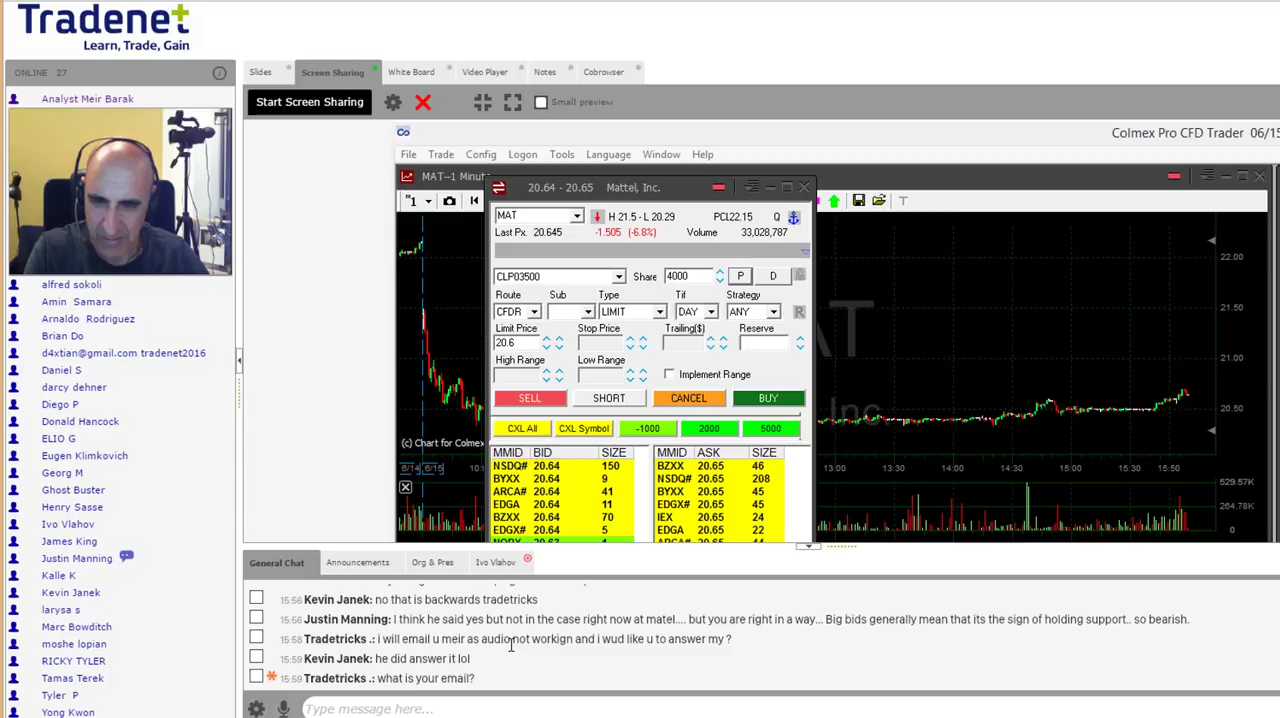 Tradenet
Learn, Trade, Gain
ONLINE 27
Analyst Meir Barak
alfred sokoli
Amin Samara
Arnaldo Rodriguez
Brian Do
d4xtian@gmail.com tradenet2016
Daniel S
darcy dehner
Diego P
Donald Hancock
ELIO G
Eugen Klimkovich
George M
Ghost Buster
Henry Sasse
Ivo Vlahov
James King
Justin Manning
Kalle K
Kevin Janek
larysa s
Marc Bowditch
moshe lopian
RICKY TYLER
Tamas Terek
Tyler P
Yong Kwon
Slides Screen Sharing White Board Video Player Notes Cobrowser
Start Screen Sharing Small preview
Colmex Pro CFD Trader 06/15
File Trade Config Logon Tools Language Window Help
MAT--1 Minu
"1
20.64 - 20.65 Mattel, Inc.
MAT H 21.5 - L 20.29 PCL22.15 Q
Last Px. 20.645 -1.505 (-6.8%) Volume 33,028,787
CLP03500 Share 4000 P D
Route Sub Type Tif Strategy
CFDR LIMIT DAY ANY R
Limit Price Stop Price Trailing($) Reserve
20.6
High Range Low Range Implement Range
SELL SHORT CANCEL BUY
CXL All CXL Symbol -1000 2000 5000
MMID BID SIZE MMID ASK SIZE
NSDQ# 20.64 150 BZXX 20.65 46
BYXX 20.64 9 NSDQ# 20.65 208
ARCA# 20.64 41 BYXX 20.65 45
EDGA 20.64 11 EDGX# 20.65 45
BZXX 20.64 70 IEX 20.65 24
EDGX# 20.64 5 EDGA 20.65 22
22.00
21.50
21.00
20.50
(c) Chart for Colmex
6/14 6/15 10: 13:00 13:30 14:00 14:30 15:00 15:30 15:50
529.57K
264.78K
0
General Chat Announcements Org & Pres Ivo Vlahov
15:56 Kevin Janek: no that is backwards tradetricks
15:56 Justin Manning: I think he said yes but not in the case right now at matel.... but you are right in a way... Big bids generally mean that its the sign of holding support.. so bearish.
15:58 Tradetricks .: i will email u meir as audio not workign and i wud like u to answer my ?
15:59 Kevin Janek: he did answer it lol
15:59 Tradetricks .: what is your email?
Type message here...